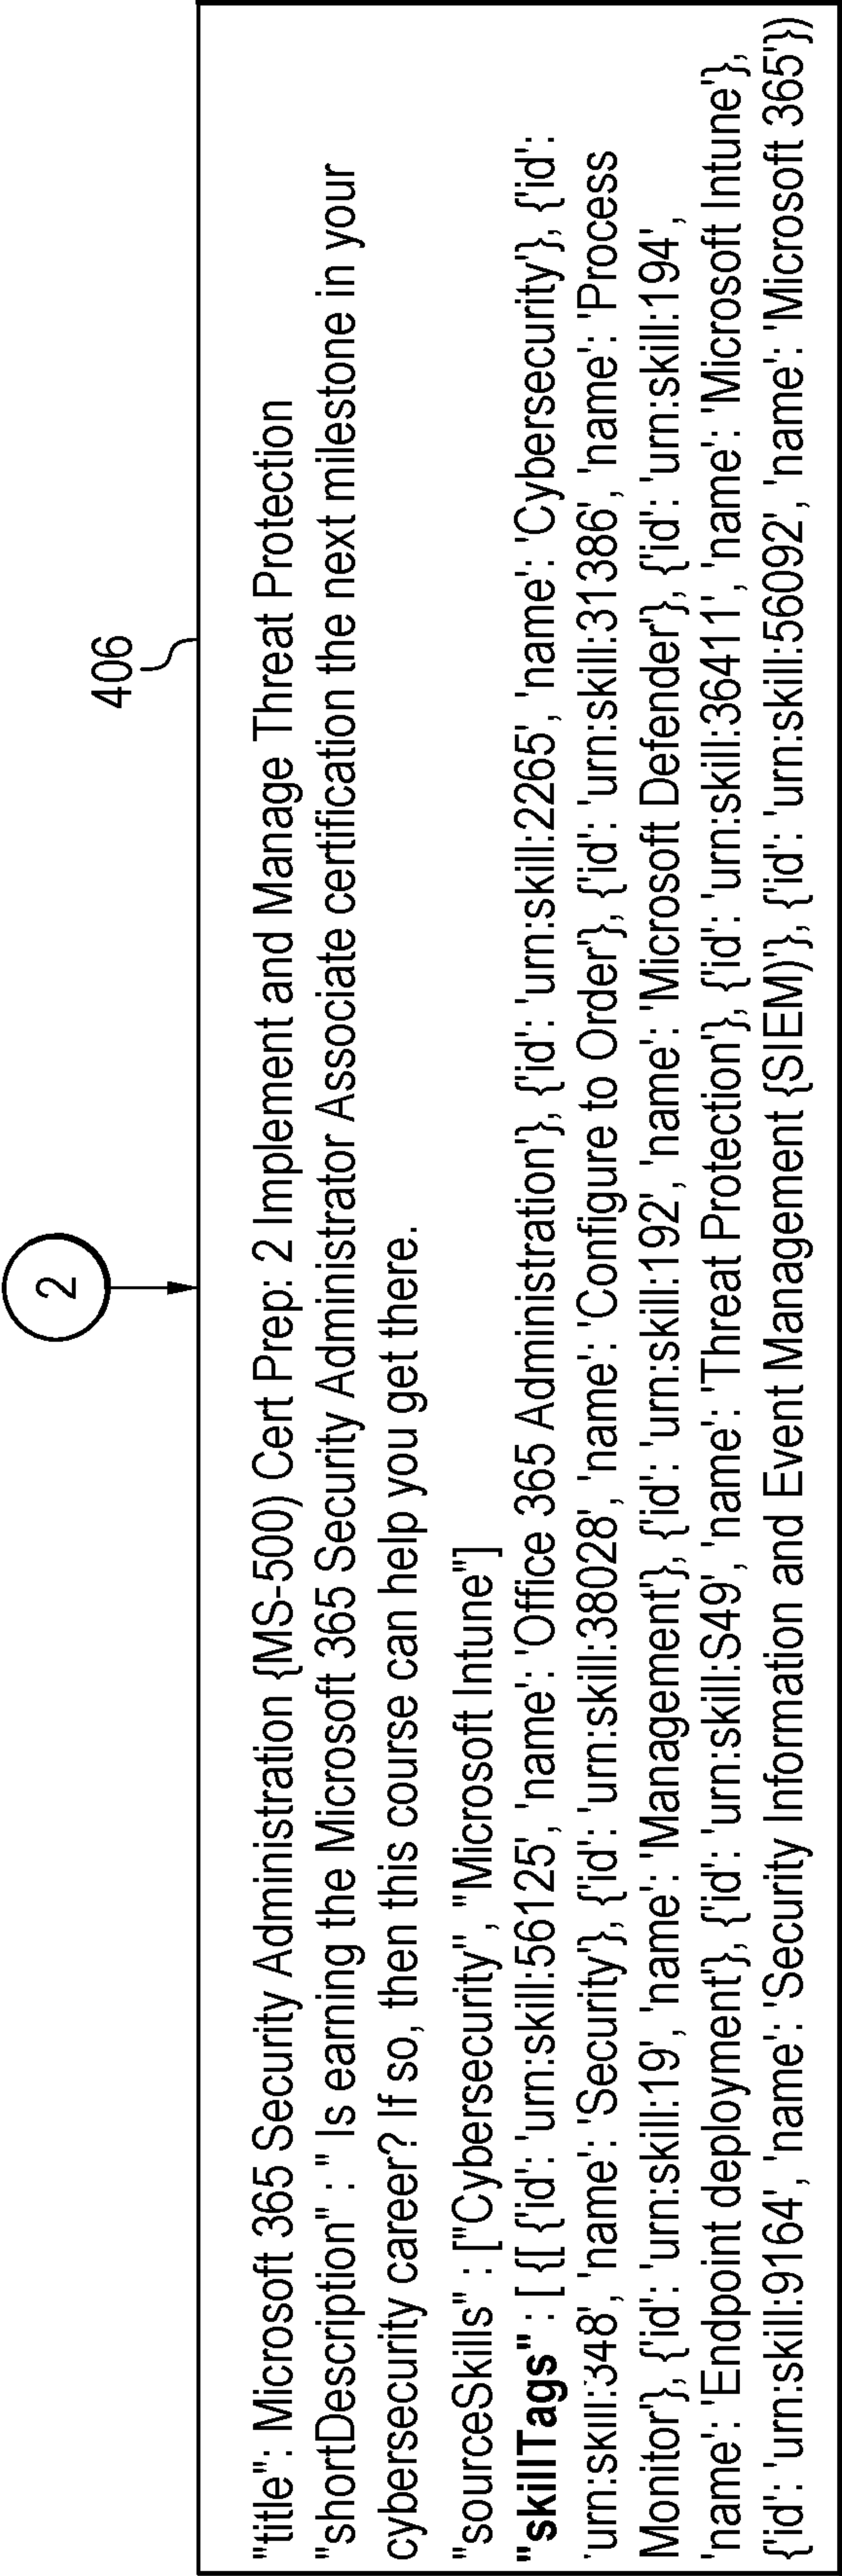 2
406
"title": Microsoft 365 Security Administration {MS-500) Cert Prep: 2 Implement and Manage Threat Protection
"shortDescription" : " Is earning the Microsoft 365 Security Administrator Associate certification the next milestone in your
cybersecurity career? If so, then this course can help you get there.
"sourceSkills" : ["Cybersecurity", "Microsoft Intune"]
"skillTags" : [ {[ {'id': 'urn:skill:56125', 'name': 'Office 365 Administration'}, {'id': 'urn:skill:2265', 'name': 'Cybersecurity'}, {'id':
'urn:skill:348', 'name': 'Security'}, {'id': 'urn:skill:38028', 'name': 'Configure to Order'}, {'id': 'urn:skill:31386', 'name': 'Process
Monitor'}, {'id': 'urn:skill:19', 'name': 'Management'}, {'id': 'urn:skill:192', 'name': 'Microsoft Defender'}, {'id': 'urn:skill:194',
'name': 'Endpoint deployment'}, {'id': 'urn:skill:S49', 'name': 'Threat Protection'}, {'id': 'urn:skill:36411', 'name': 'Microsoft Intune'},
{'id': 'urn:skill:9164', 'name': 'Security Information and Event Management {SIEM)'}, {'id': 'urn:skill:56092', 'name': 'Microsoft 365'})